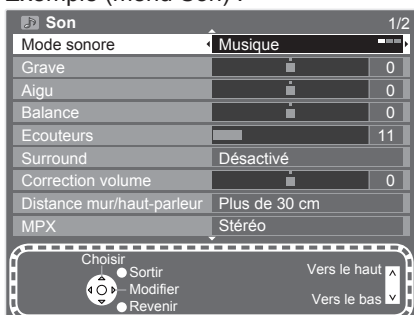 Exemple (menu Son) :
Son 1/2
Mode sonore Musique
Grave 0
Aigu 0
Balance 0
Ecouteurs 11
Surround Désactivé
Correction volume 0
Distance mur/haut-parleur Plus de 30 cm
MPX Stéréo
Choisir
Sortir
Modifier
Revenir
Vers le haut
Vers le bas